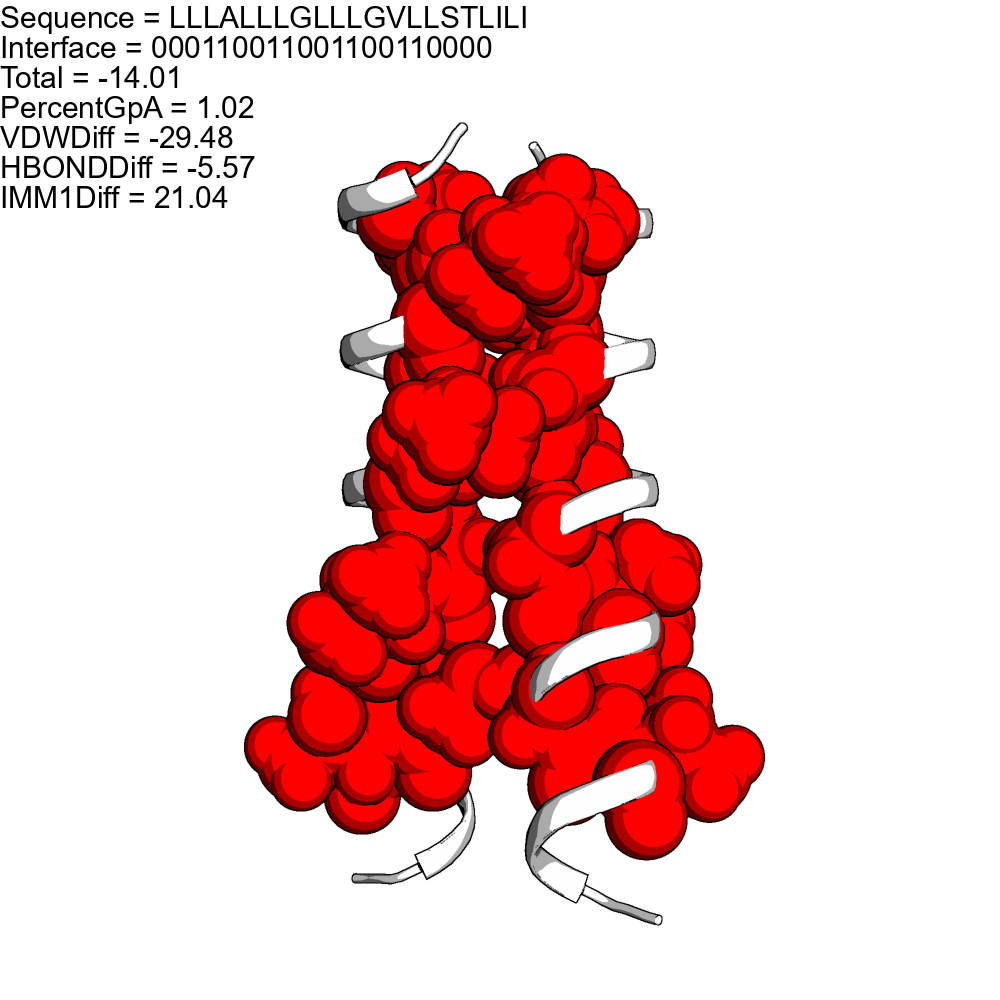 Sequence = LLLALLLGLLLGVLLSTLILI
Interface = 000110011001100110000
Total = -14.01
PercentGpA = 1.02
VDWDiff = -29.48
HBONDDiff = -5.57
IMM1Diff = 21.04